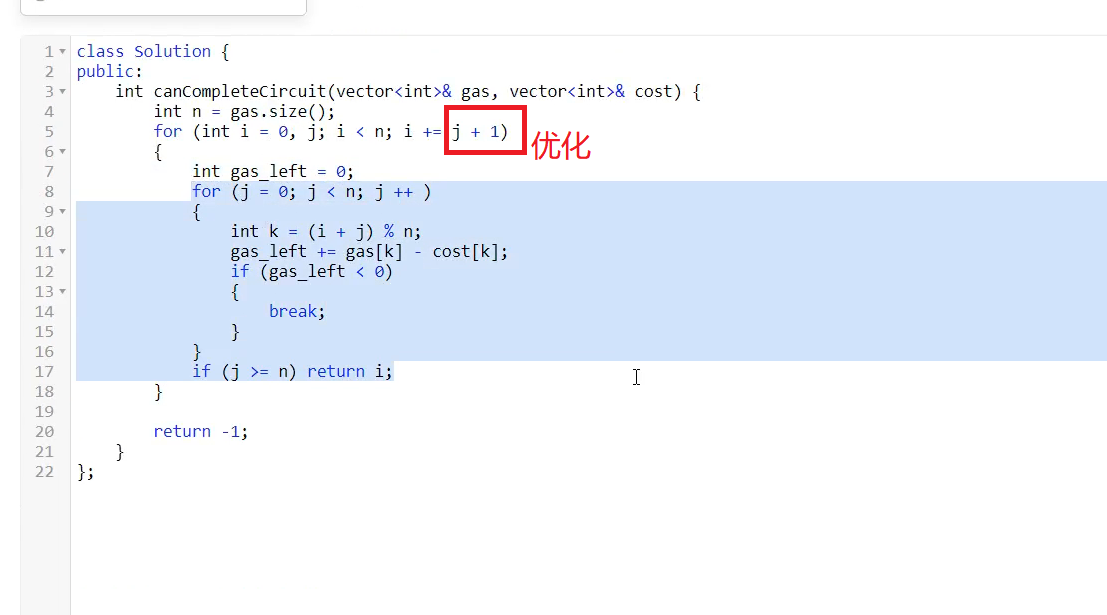 1 class Solution {
2 public:
3 int canCompleteCircuit(vector<int>& gas, vector<int>& cost) {
4 int n = gas.size();
5 for (int i = 0, j; i < n; i += j + 1) 优化
6 {
7 int gas_left = 0;
8 for (j = 0; j < n; j ++ )
9 {
10 int k = (i + j) % n;
11 gas_left += gas[k] - cost[k];
12 if (gas_left < 0)
13 {
14 break;
15 }
16 }
17 if (j >= n) return i;
18 }
19
20 return -1;
21 }
22 };